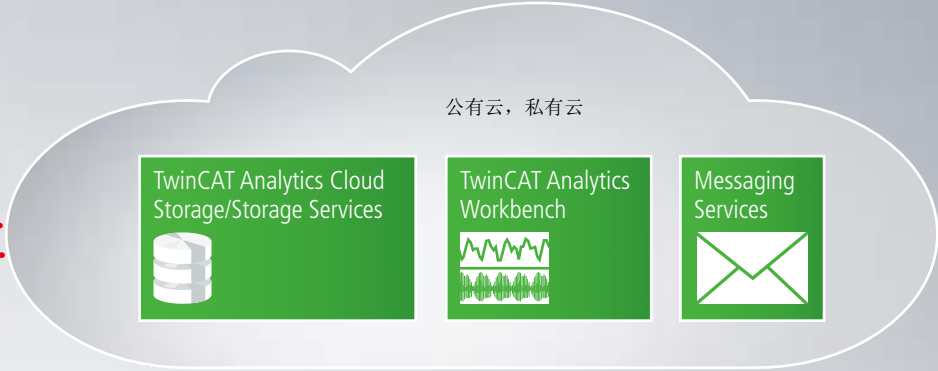 公有云，私有云
TwinCAT Analytics Cloud
Storage/Storage Services
TwinCAT Analytics
Workbench
Messaging
Services